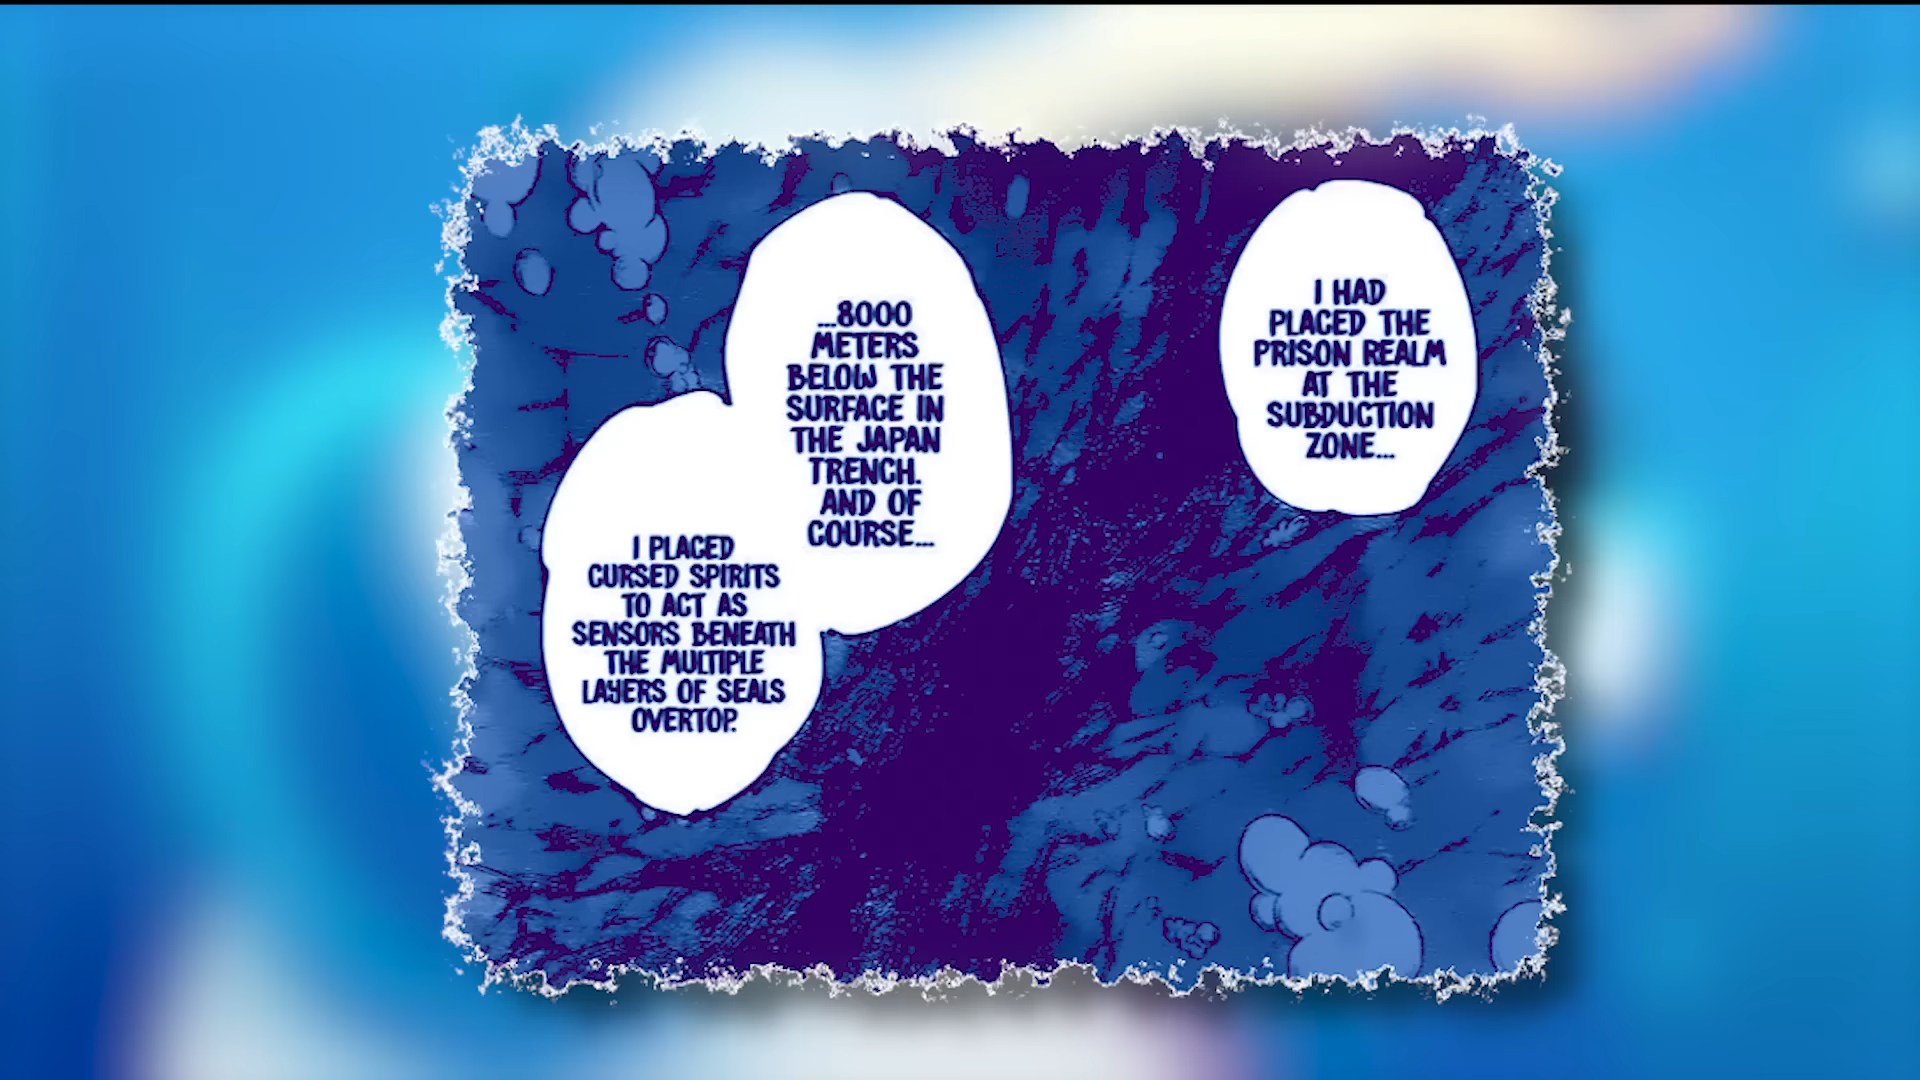 I HAD
PLACED THE
PRISON REALM
AT THE
SUBDUCTION
ZONE...
...8000
METERS
BELOW THE
SURFACE IN
THE JAPAN
TRENCH.
AND OF
COURSE...
I PLACED
CURSED SPIRITS
TO ACT AS
SENSORS BENEATH
THE MULTIPLE
LAYERS OF SEALS
OVERTOP.